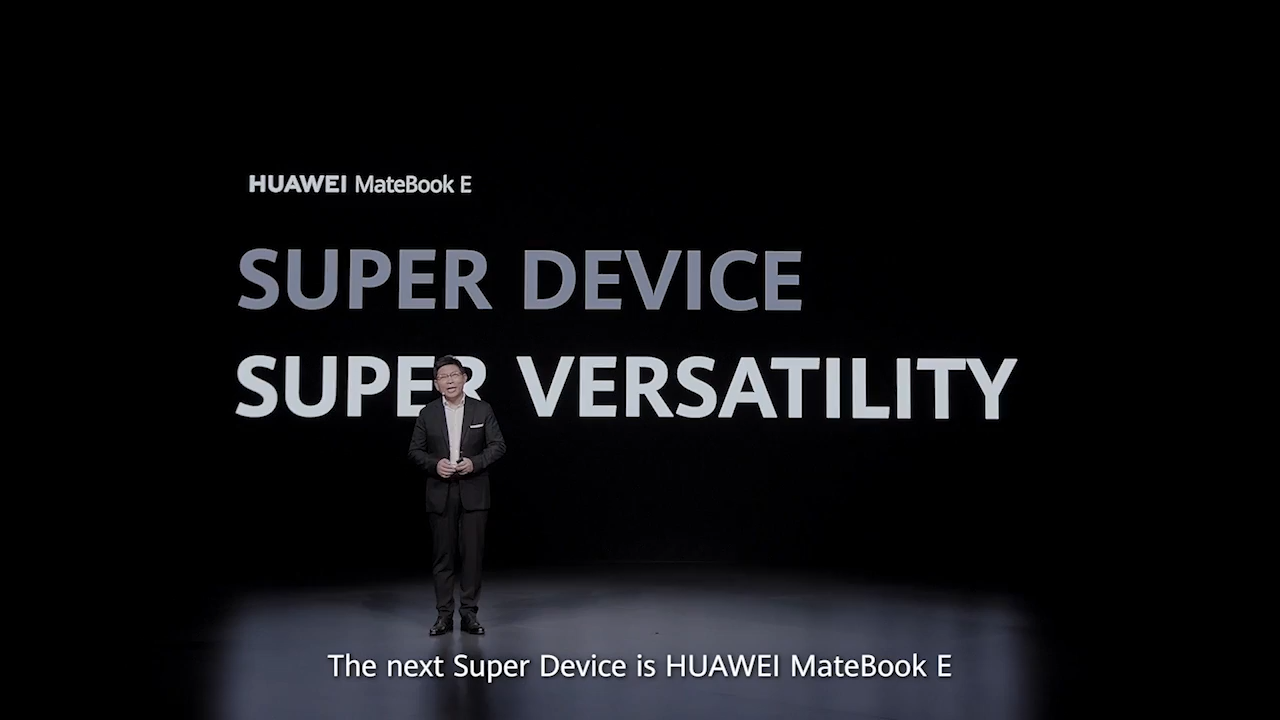 HUAWEI MateBook E
SUPER DEVICE
SUPER VERSATILITY
The next Super Device is HUAWEI MateBook E